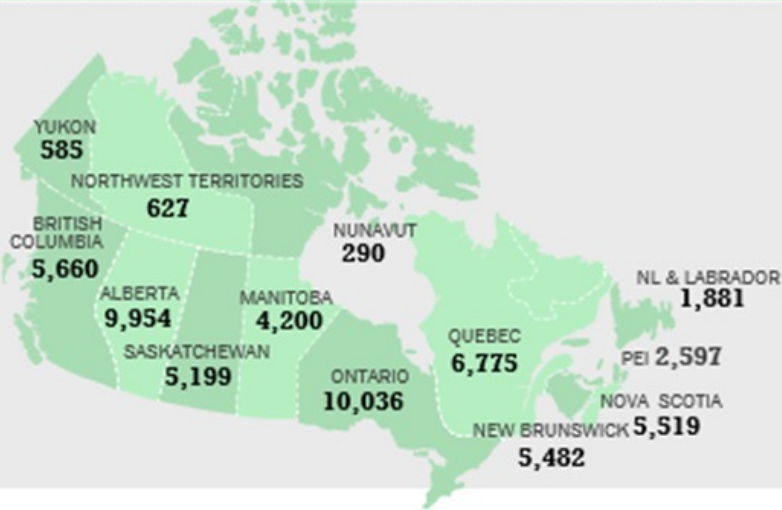 YUKON
585
NORTHWEST TERRITORIES
627
BRITISH
COLUMBIA
5,660
NUNAVUT
290
ALBERTA
9,954
MANITOBA
4,200
SASKATCHEWAN
5,199
ONTARIO
10,036
QUEBEC
6,775
NL & LABRADOR
1,881
PEI 2,597
NOVA SCOTIA
5,519
NEW BRUNSWICK
5,482